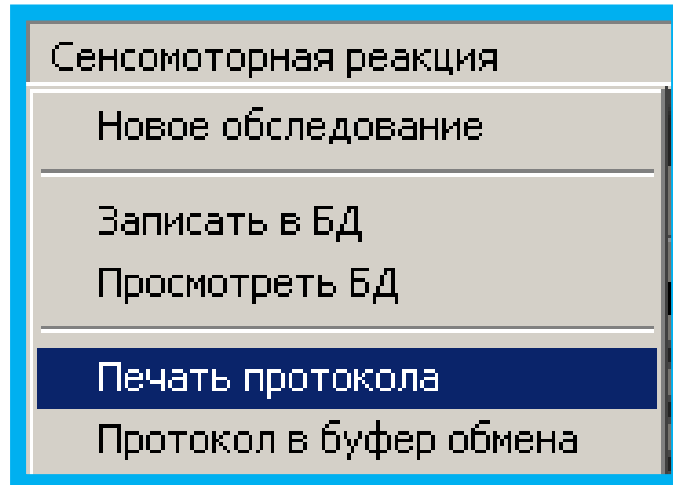 Сенсомоторная реакция
Новое обследование
Записать в БД
Просмотреть БД
Печать протокола
Протокол в буфер обмена